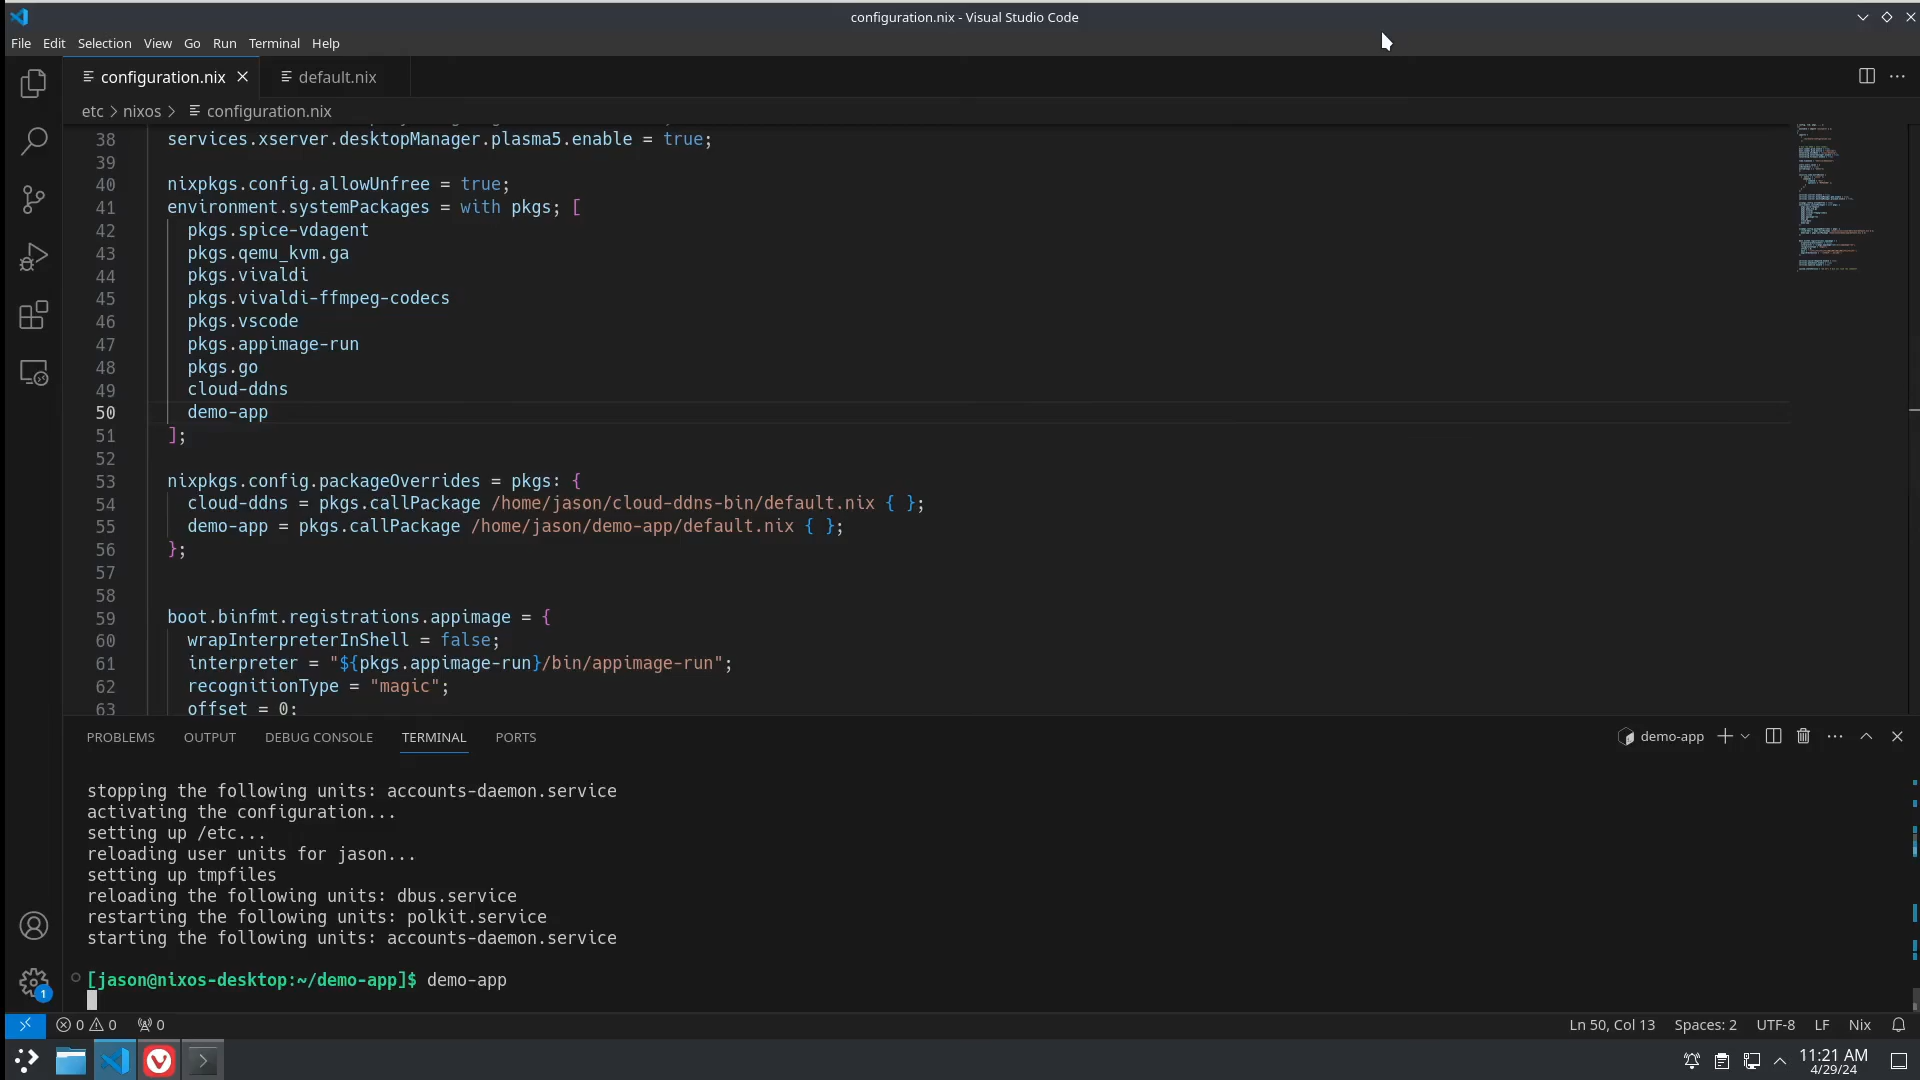 configuration.nix - Visual Studio Code
File Edit Selection View Go Run Terminal Help
configuration.nix
default.nix
etc > nixos > configuration.nix
38 services.xserver.desktopManager.plasma5.enable = true;
39
40 nixpkgs.config.allowUnfree = true;
41 environment.systemPackages = with pkgs; [
42 pkgs.spice-vdagent
43 pkgs.qemu_kvm.ga
44 pkgs.vivaldi
45 pkgs.vivaldi-ffmpeg-codecs
46 pkgs.vscode
47 pkgs.appimage-run
48 pkgs.go
49 cloud-ddns
50 demo-app
51 ];
52
53 nixpkgs.config.packageOverrides = pkgs: {
54 cloud-ddns = pkgs.callPackage /home/jason/cloud-ddns-bin/default.nix { };
55 demo-app = pkgs.callPackage /home/jason/demo-app/default.nix { };
56 };
57
58
59 boot.binfmt.registrations.appimage = {
60 wrapInterpreterInShell = false;
61 interpreter = "${pkgs.appimage-run}/bin/appimage-run";
62 recognitionType = "magic";
63 offset = 0;
PROBLEMS OUTPUT DEBUG CONSOLE TERMINAL PORTS
demo-app
stopping the following units: accounts-daemon.service
activating the configuration...
setting up /etc...
reloading user units for jason...
setting up tmpfiles
reloading the following units: dbus.service
restarting the following units: polkit.service
starting the following units: accounts-daemon.service
[jason@nixos-desktop:~/demo-app]$ demo-app
1
0 0 0
Ln 50, Col 13 Spaces: 2 UTF-8 LF Nix
11:21 AM
4/29/24